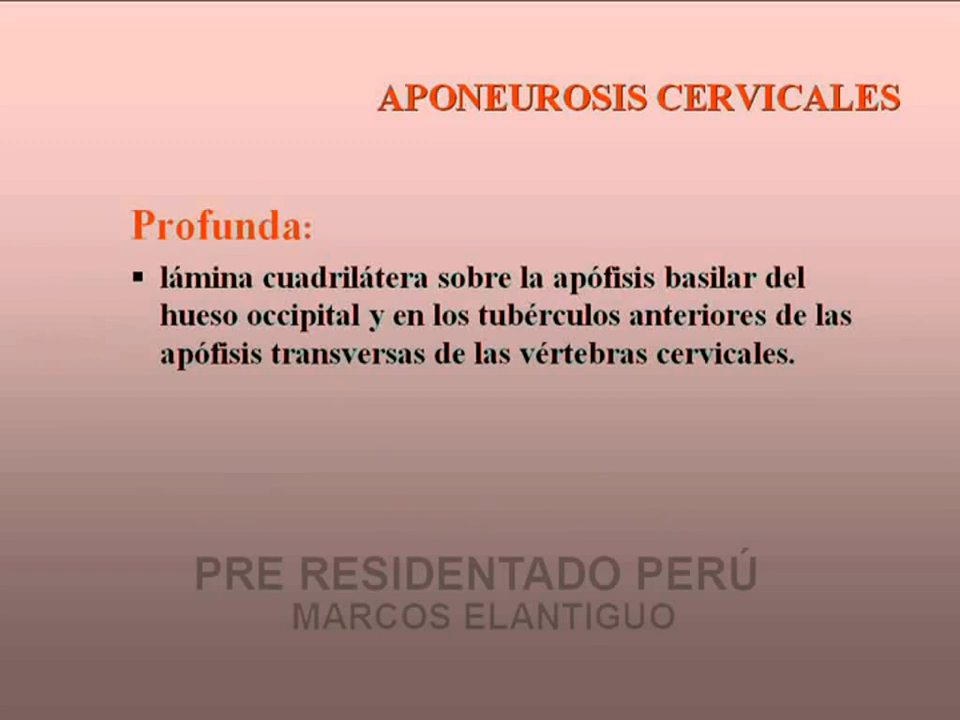 APONEUROSIS CERVICALES
Profunda:
▪ lámina cuadrilátera sobre la apófisis basilar del
hueso occipital y en los tubérculos anteriores de las
apófisis transversas de las vértebras cervicales.
PRE RESIDENTADO PERÚ
MARCOS ELANTIGUO